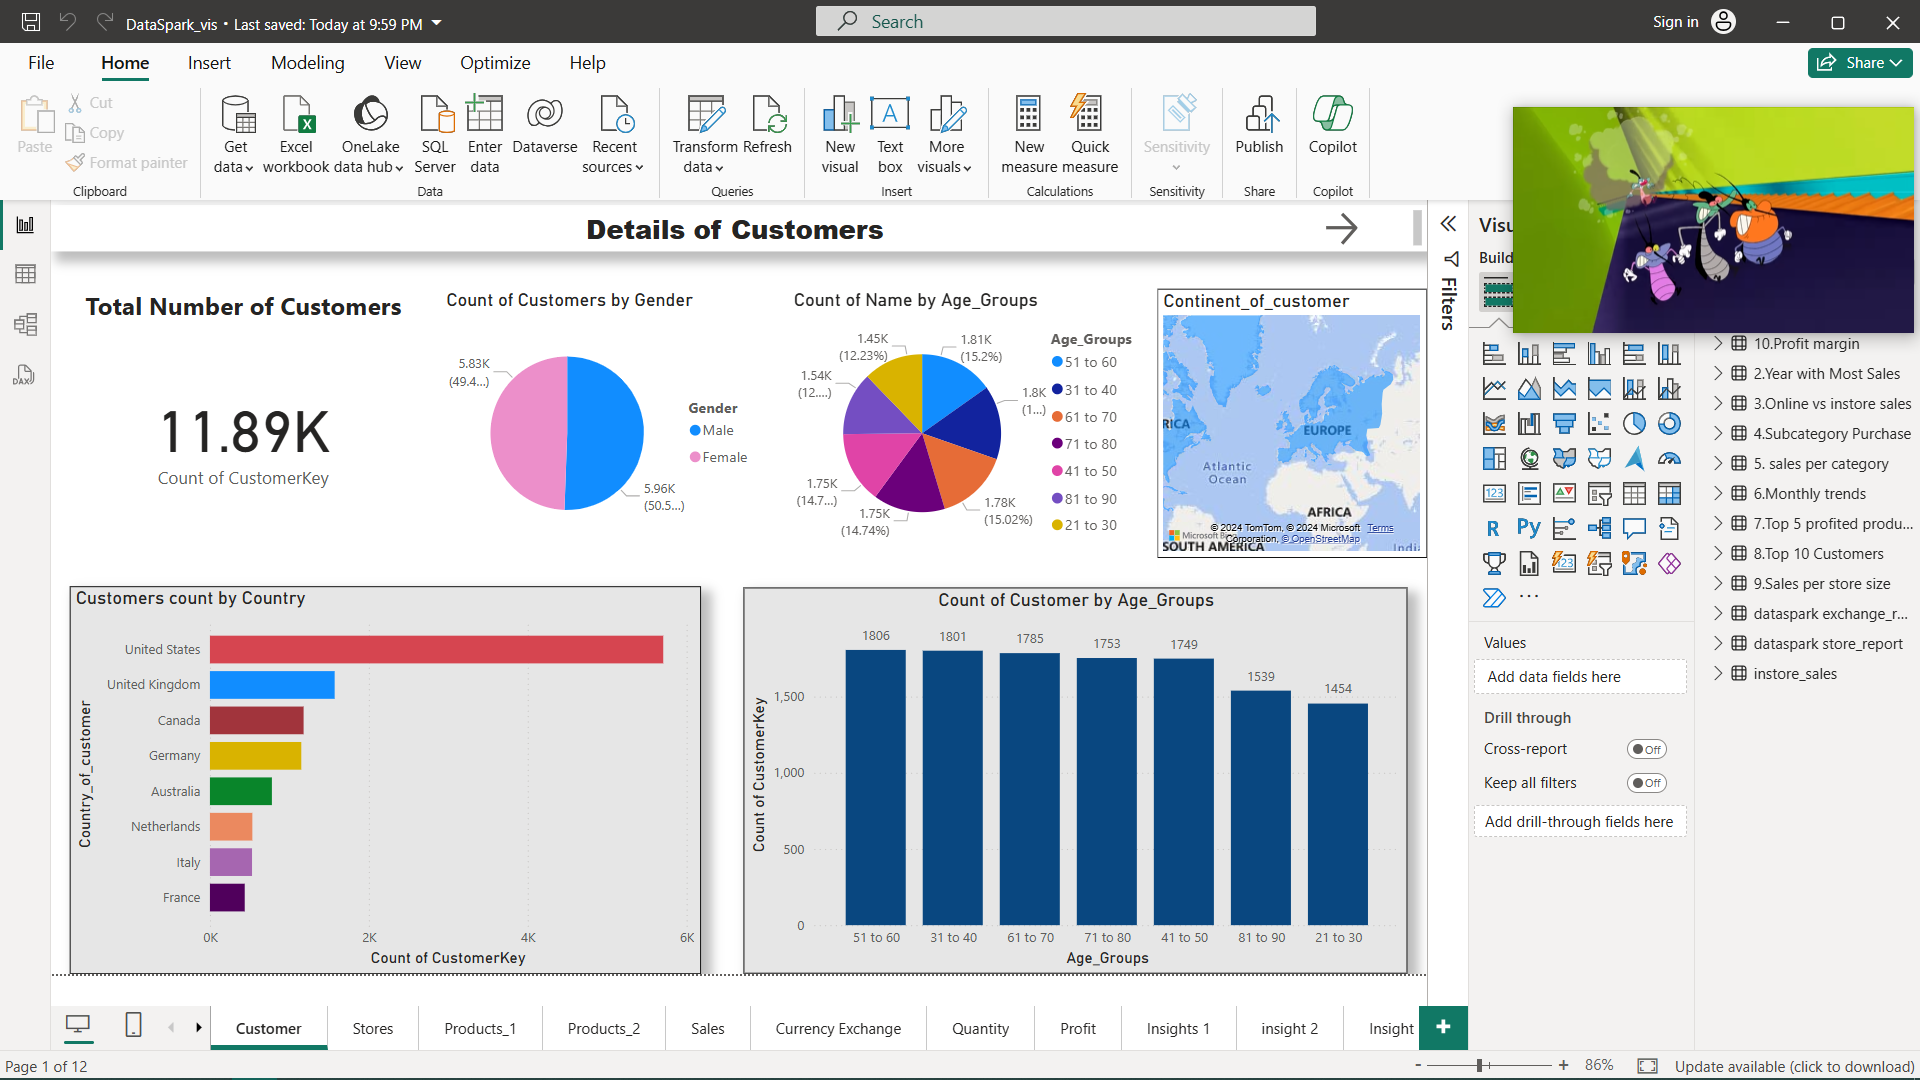 DataSpark_vis • Last saved: Today at 9:59 PM
Search
Sign in
File Home Insert Modeling View Optimize Help
Share
Paste
Cut
Copy
Format painter
Clipboard
Get data
Excel workbook
OneLake data hub
SQL Server
Enter data
Dataverse
Recent sources
Data
Transform data
Refresh
Queries
New visual
Text box
More visuals
Insert
New measure
Quick measure
Calculations
Sensitivity
Sensitivity
Publish
Share
Copilot
Copilot
Details of Customers
Total Number of Customers
11.89K
Count of CustomerKey
Count of Customers by Gender
5.83K
(49.4...)
5.96K
(50.5...)
Gender
Male
Female
Count of Name by Age_Groups
1.45K
(12.23%)
1.81K
(15.2%)
1.54K
(12....)
1.8K
(1...)
1.75K
(14.7...)
1.75K
(14.74%)
1.78K
(15.02%)
Age_Groups
51 to 60
31 to 40
61 to 70
71 to 80
41 to 50
81 to 90
21 to 30
Continent_of_customer
RICA
EUROPE
Atlantic
Ocean
AFRICA
© 2024 TomTom, © 2024 Microsoft Terms
Corporation, © OpenStreetMap
SOUTH AMERICA
Indi
Customers count by Country
Country_of_customer
United States
United Kingdom
Canada
Germany
Australia
Netherlands
Italy
France
0K 2K 4K 6K
Count of CustomerKey
Count of Customer by Age_Groups
Count of CustomerKey
1,500
1,000
500
0
1806 1801 1785 1753 1749 1539 1454
51 to 60 31 to 40 61 to 70 71 to 80 41 to 50 81 to 90 21 to 30
Age_Groups
Filters
Visu
Build
Values
Add data fields here
Drill through
Cross-report
Off
Keep all filters
Off
Add drill-through fields here
10.Profit margin
2.Year with Most Sales
3.Online vs instore sales
4.Subcategory Purchase
5. sales per category
6.Monthly trends
7.Top 5 profited produ...
8.Top 10 Customers
9.Sales per store size
dataspark exchange_r...
dataspark store_report
instore_sales
Customer Stores Products_1 Products_2 Sales Currency Exchange Quantity Profit Insights 1 insight 2 Insight
Page 1 of 12
- + 86%
Update available (click to download)